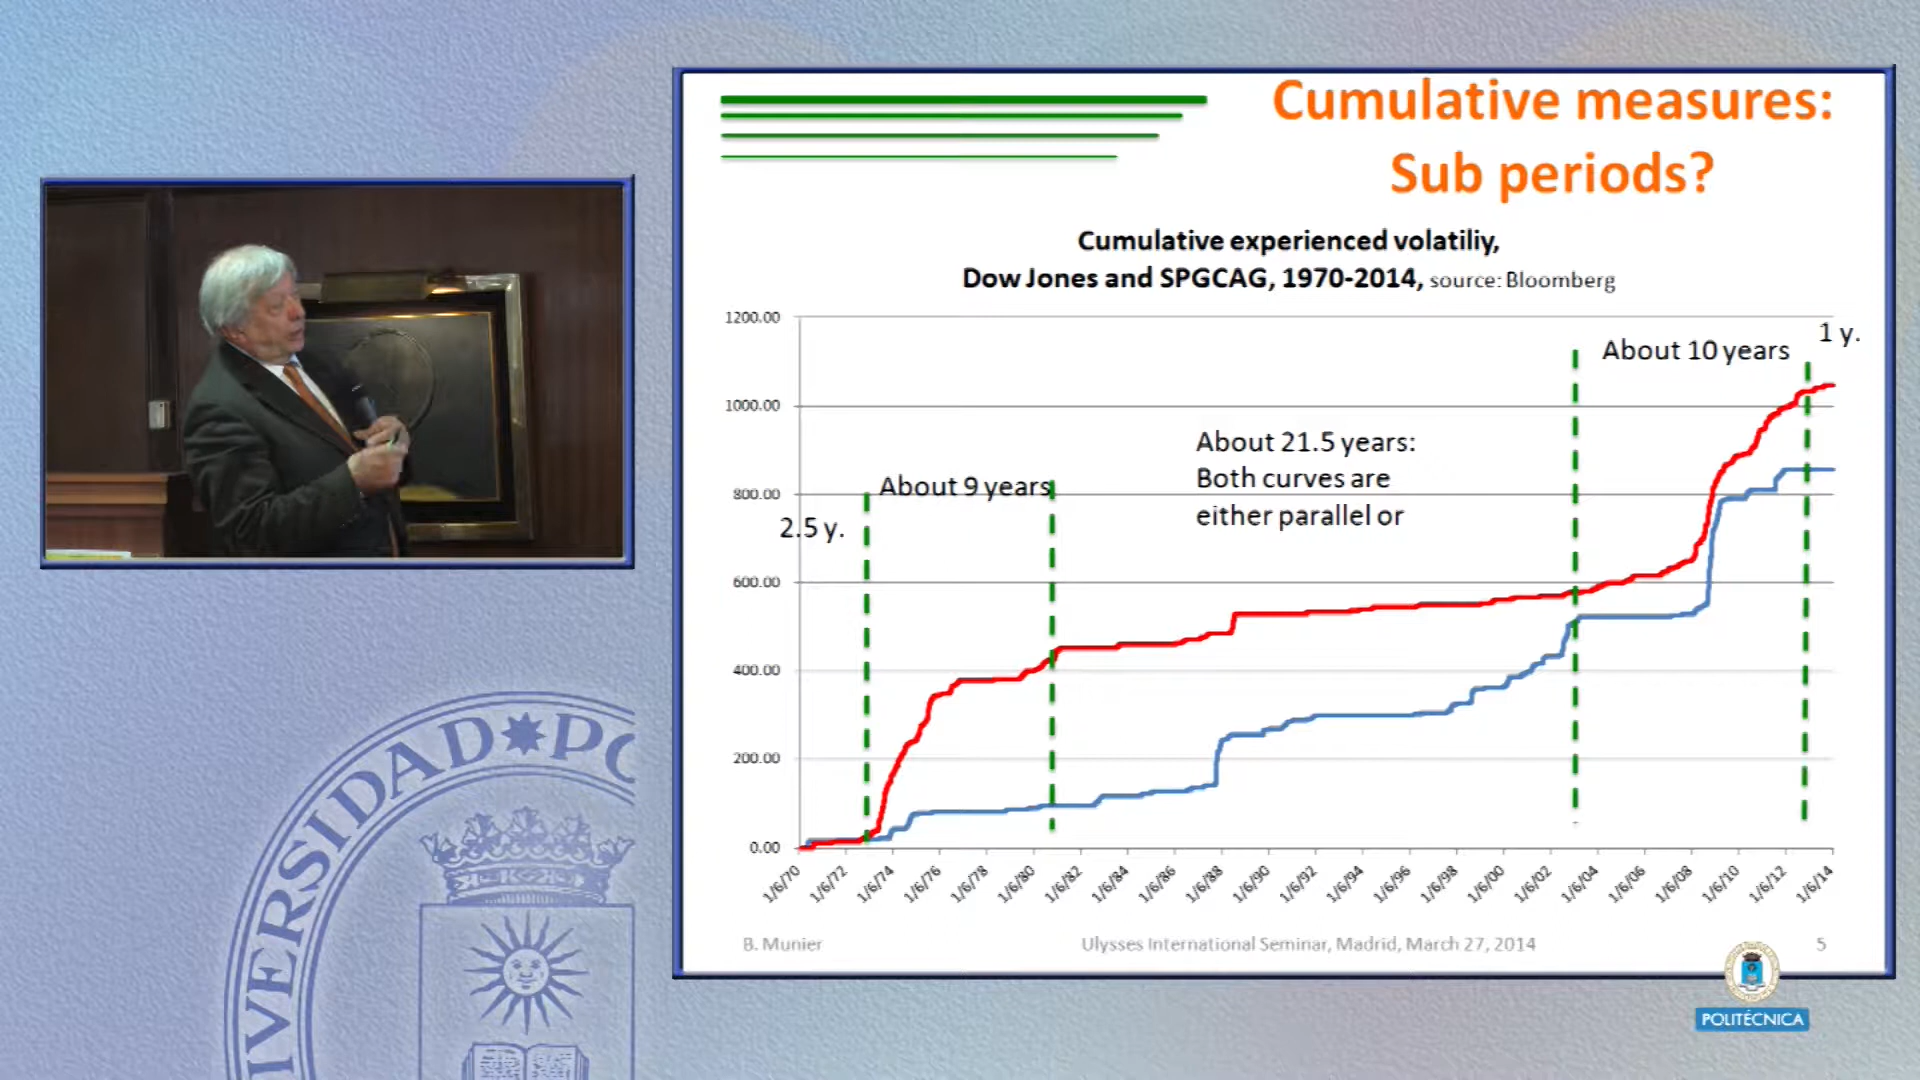 Cumulative measures:
Sub periods?
Cumulative experienced volatiliy,
Dow Jones and SPGCAG, 1970-2014, source: Bloomberg
1200.00
1000.00
800.00
600.00
400.00
200.00
0.00
2.5 y.
About 9 years
About 21.5 years:
Both curves are
either parallel or
About 10 years
1 y.
1/6/70
1/6/72
1/6/74
1/6/76
1/6/78
1/6/80
1/6/82
1/6/84
1/6/86
1/6/88
1/6/90
1/6/92
1/6/94
1/6/96
1/6/98
1/6/00
1/6/02
1/6/04
1/6/06
1/6/08
1/6/10
1/6/12
1/6/14
B. Munier
Ulysses International Seminar, Madrid, March 27, 2014
5
POLITÉCNICA
VERSIDAD PO